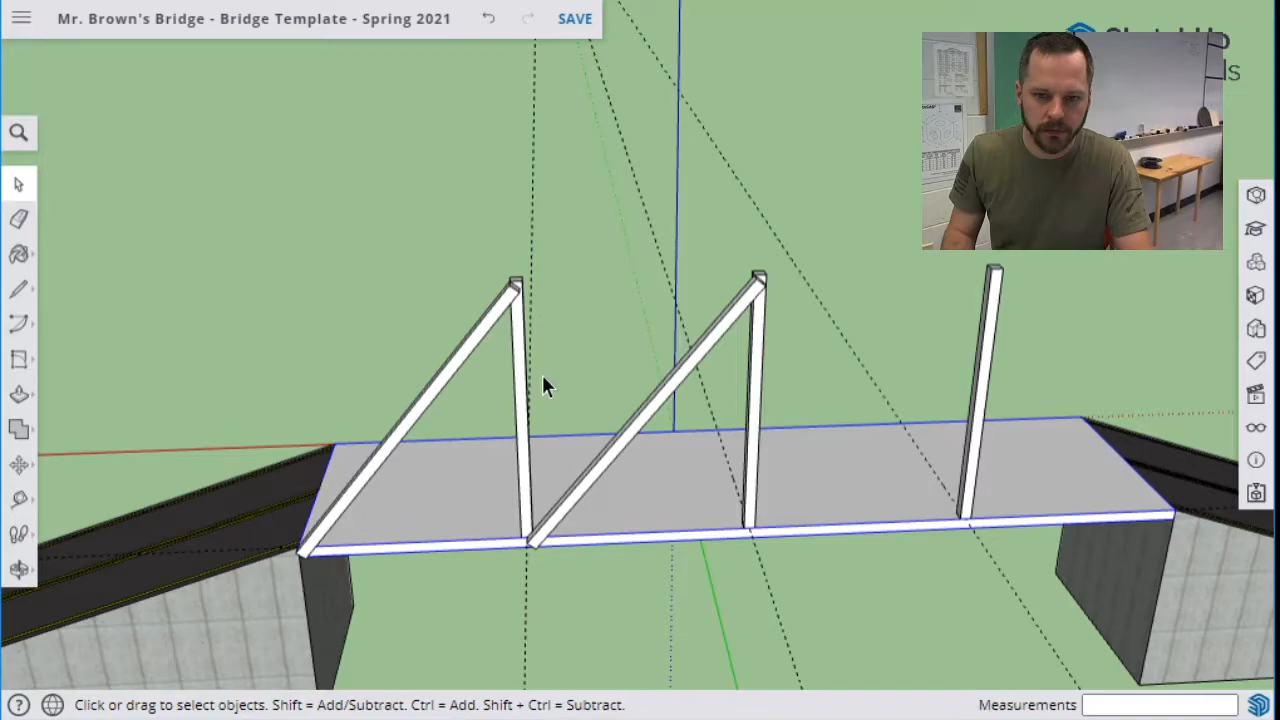 Mr. Brown's Bridge - Bridge Template - Spring 2021
SAVE
Click or drag to select objects. Shift = Add/Subtract. Ctrl = Add. Shift + Ctrl = Subtract.
Measurements